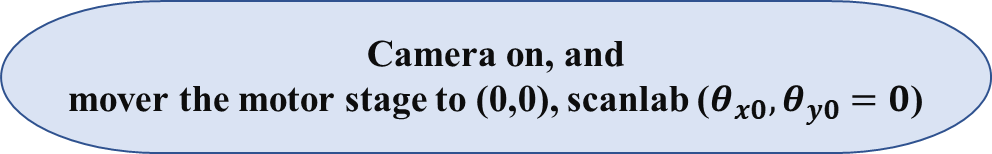 Camera on, and
mover the motor stage to (0,0), scanlab (θx0, θy0 = 0)